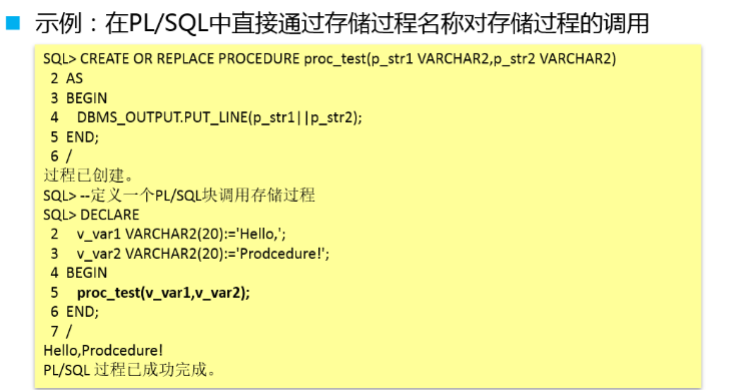 示例：在PL/SQL中直接通过存储过程名称对存储过程的调用
SQL> CREATE OR REPLACE PROCEDURE proc_test(p_str1 VARCHAR2,p_str2 VARCHAR2)
2 AS
3 BEGIN
4 DBMS_OUTPUT.PUT_LINE(p_str1||p_str2);
5 END;
6 /
过程已创建。
SQL> --定义一个PL/SQL块调用存储过程
SQL> DECLARE
2 v_var1 VARCHAR2(20):='Hello,';
3 v_var2 VARCHAR2(20):='Prodcedure!';
4 BEGIN
5 proc_test(v_var1,v_var2);
6 END;
7 /
Hello,Prodcedure!
PL/SQL 过程已成功完成。